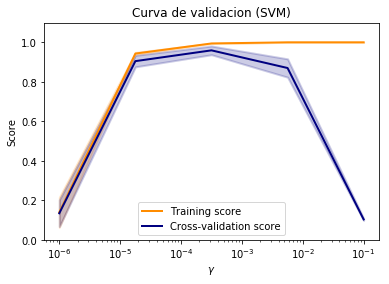 Curva de validacion (SVM)
Score
1.0
0.8
0.6
0.4
0.2
0.0
Training score
Cross-validation score
10⁻⁶ 10⁻⁵ 10⁻⁴ 10⁻³ 10⁻² 10⁻¹
γ